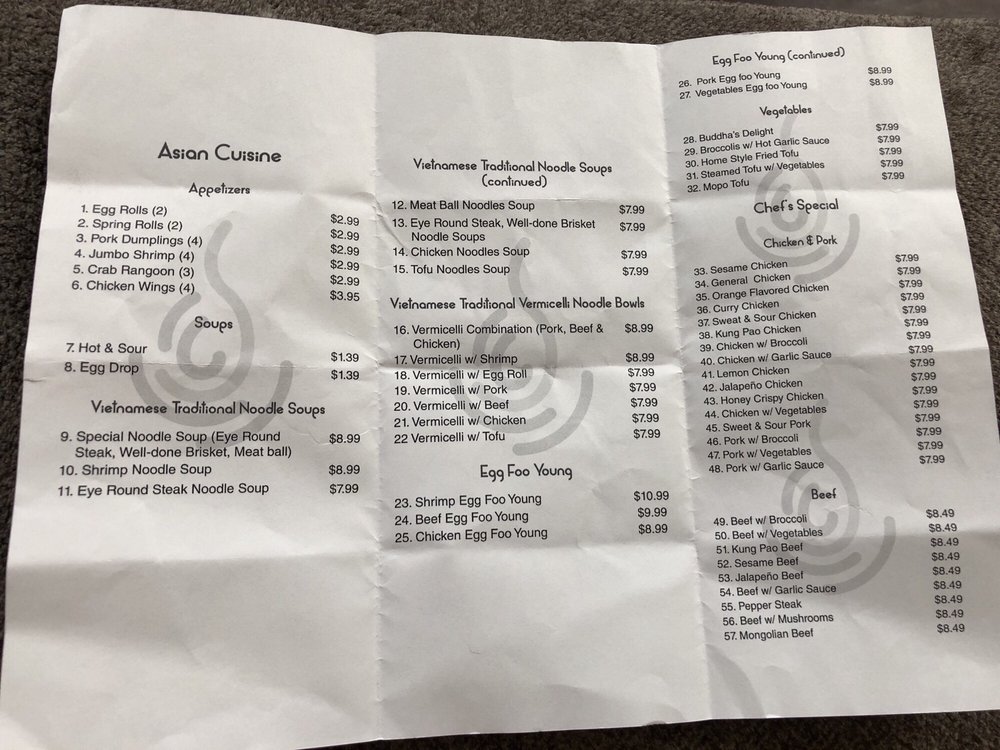 Asian Cuisine
Appetizers
1. Egg Rolls (2) $2.99
2. Spring Rolls (2) $2.99
3. Pork Dumplings (4) $2.99
4. Jumbo Shrimp (4) $2.99
5. Crab Rangoon (3) $2.99
6. Chicken Wings (4) $3.95
Soups
7. Hot & Sour $1.39
8. Egg Drop $1.39
Vietnamese Traditional Noodle Soups
9. Special Noodle Soup (Eye Round $8.99
Steak, Well-done Brisket, Meat ball)
10. Shrimp Noodle Soup $8.99
11. Eye Round Steak Noodle Soup $7.99
Vietnamese Traditional Noodle Soups
(continued)
12. Meat Ball Noodles Soup $7.99
13. Eye Round Steak, Well-done Brisket $7.99
Noodle Soups
14. Chicken Noodles Soup $7.99
15. Tofu Noodles Soup $7.99
Vietnamese Traditional Vermicelli Noodle Bowls
16. Vermicelli Combination (Pork, Beef & $8.99
Chicken)
17. Vermicelli w/ Shrimp $8.99
18. Vermicelli w/ Egg Roll $7.99
19. Vermicelli w/ Pork $7.99
20. Vermicelli w/ Beef $7.99
21. Vermicelli w/ Chicken $7.99
22 Vermicelli w/ Tofu $7.99
Egg Foo Young
23. Shrimp Egg Foo Young $10.99
24. Beef Egg Foo Young $9.99
25. Chicken Egg Foo Young $8.99
Egg Foo Young (continued)
26. Pork Egg foo Young $8.99
27. Vegetables Egg foo Young $8.99
Vegetables
28. Buddha's Delight $7.99
29. Broccolis w/ Hot Garlic Sauce $7.99
30. Home Style Fried Tofu $7.99
31. Steamed Tofu w/ Vegetables $7.99
32. Mopo Tofu $7.99
Chef's Special
Chicken & Pork
33. Sesame Chicken $7.99
34. General Chicken $7.99
35. Orange Flavored Chicken $7.99
36. Curry Chicken $7.99
37. Sweat & Sour Chicken $7.99
38. Kung Pao Chicken $7.99
39. Chicken w/ Broccoli $7.99
40. Chicken w/ Garlic Sauce $7.99
41. Lemon Chicken $7.99
42. Jalapeño Chicken $7.99
43. Honey Crispy Chicken $7.99
44. Chicken w/ Vegetables $7.99
45. Sweet & Sour Pork $7.99
46. Pork w/ Broccoli $7.99
47. Pork w/ Vegetables $7.99
48. Pork w/ Garlic Sauce $7.99
Beef
49. Beef w/ Broccoli $8.49
50. Beef w/ Vegetables $8.49
51. Kung Pao Beef $8.49
52. Sesame Beef $8.49
53. Jalapeño Beef $8.49
54. Beef w/ Garlic Sauce $8.49
55. Pepper Steak $8.49
56. Beef w/ Mushrooms $8.49
57. Mongolian Beef $8.49